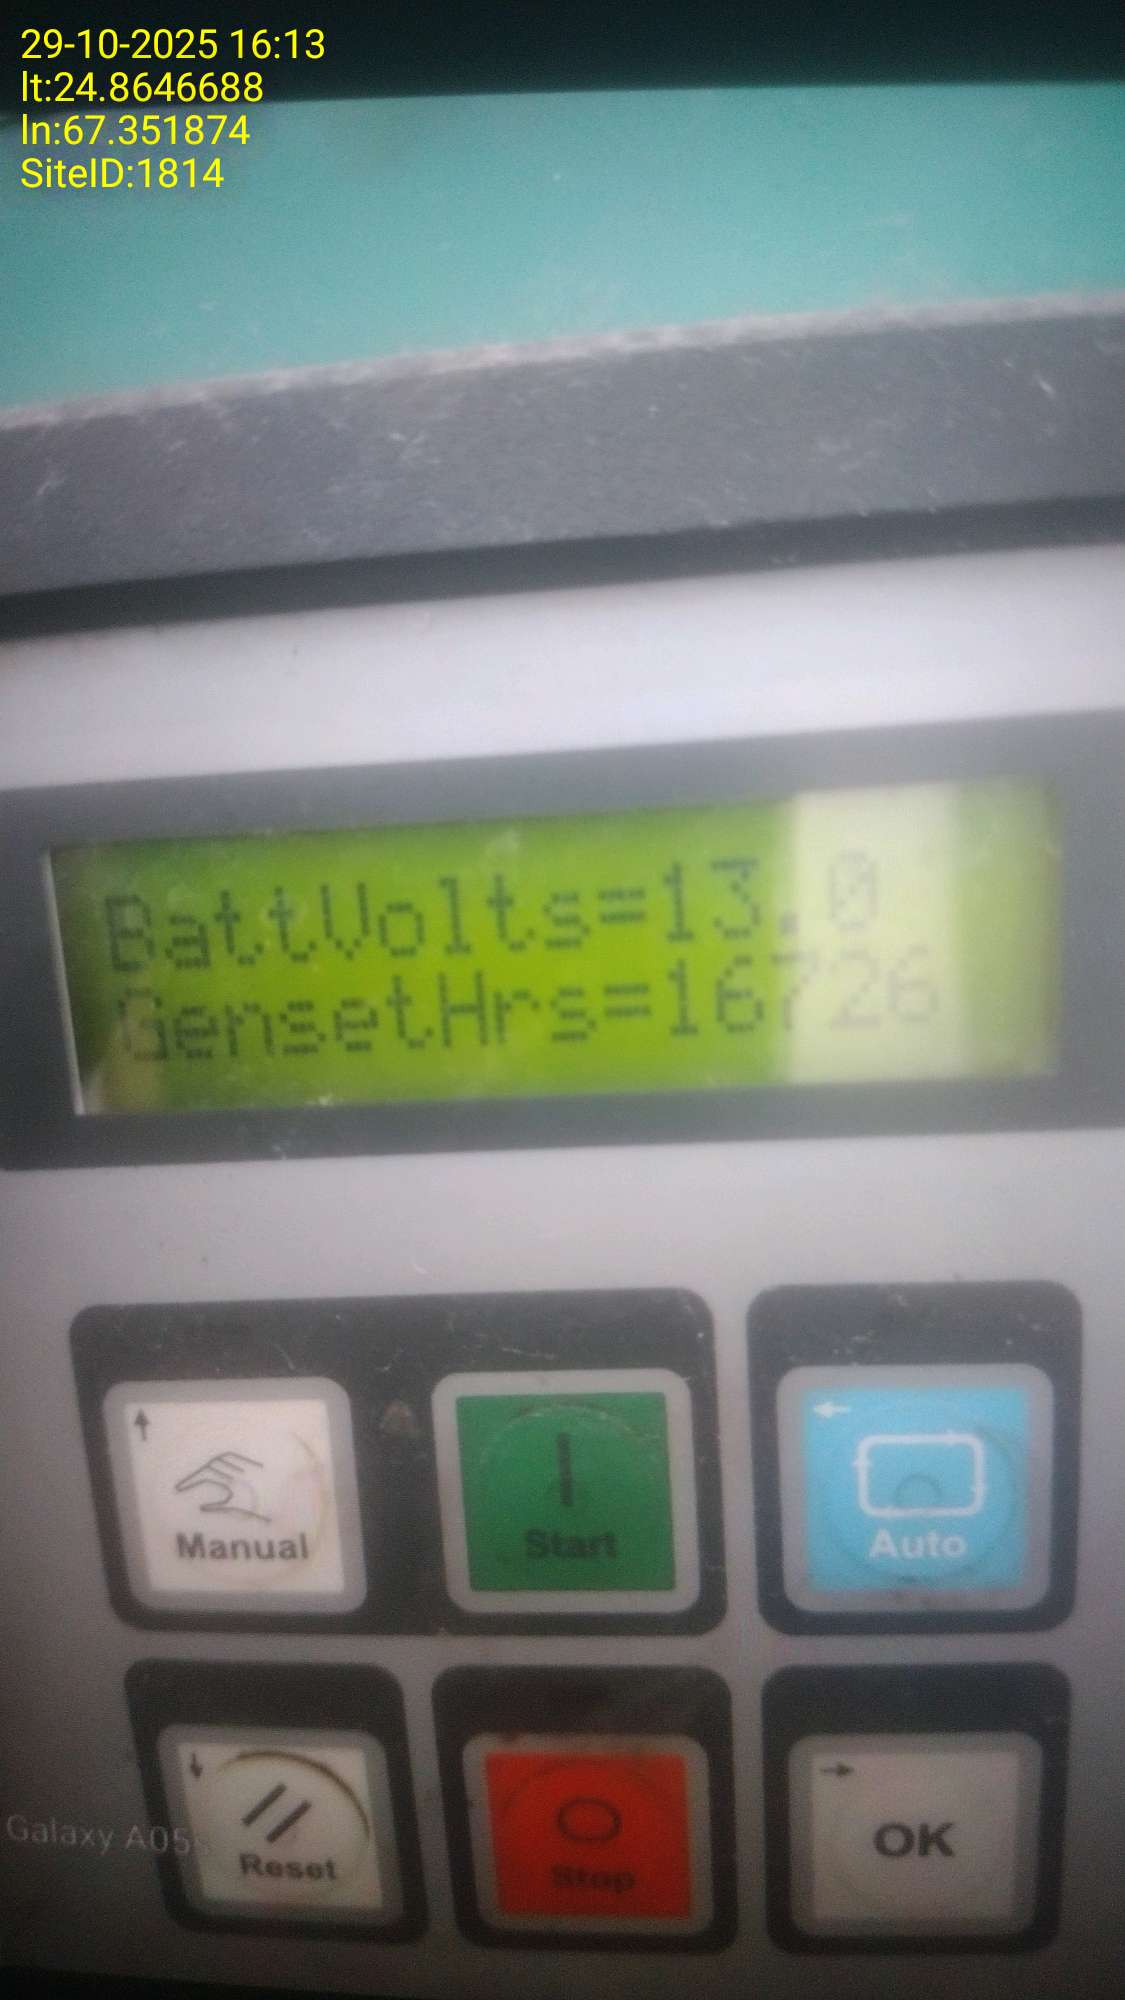 29-10-2025 16:13
lt:24.8646688
ln:67.351874
SiteID:1814
BattVolts=13.0
GensetHrs=16726
Manual
Start
Auto
Reset
Stop
OK
Galaxy A05s